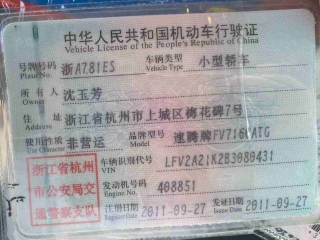 中华人民共和国机动车行驶证
Vehicle License of the People's Republic of China
号牌号码 浙A781ES 车辆类型 小型轿车
Plate No. Vehicle Type
所有人 沈玉芳
Owner
住址 浙江省杭州市上城区梅花碑7号
Address
使用性质 非营运 品牌型号 速腾牌FV7160ATG
Use Character Model
浙江省杭州市公安局交通警察支队
车辆识别代号 LFV2A21K2B3080431
VIN
发动机号码 408851
Engine No.
注册日期 2011-09-27 发证日期 2011-09-27
Register Date Issue Date